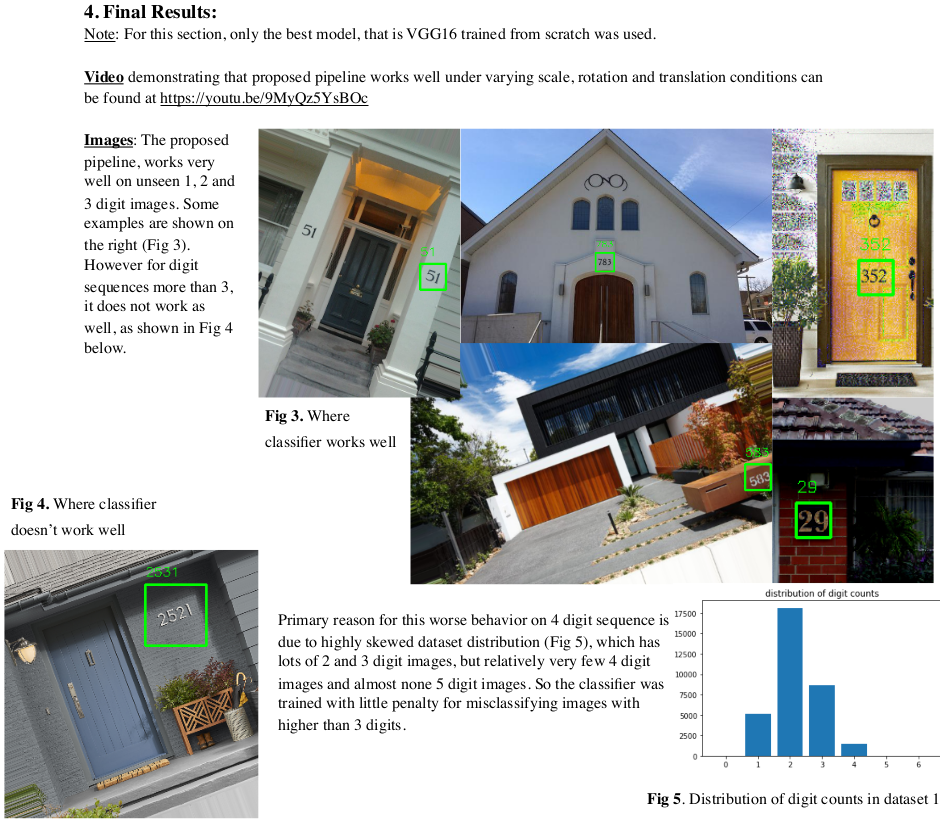 4. Final Results:
Note: For this section, only the best model, that is VGG16 trained from scratch was used.
Video demonstrating that proposed pipeline works well under varying scale, rotation and translation conditions can
be found at https://youtu.be/9MyQz5YsBOc
Images: The proposed
pipeline, works very
well on unseen 1, 2 and
3 digit images. Some
examples are shown on
the right (Fig 3).
However for digit
sequences more than 3,
it does not work as
well, as shown in Fig 4
below.
51
51
783
352
352
Fig 3. Where
classifier works well
583
583
29
29
Fig 4. Where classifier
doesn't work well
2331
2521
Primary reason for this worse behavior on 4 digit sequence is
due to highly skewed dataset distribution (Fig 5), which has
lots of 2 and 3 digit images, but relatively very few 4 digit
images and almost none 5 digit images. So the classifier was
trained with little penalty for misclassifying images with
higher than 3 digits.
distribution of digit counts
17500
15000
12500
10000
7500
5000
2500
0
0 1 2 3 4 5 6
Fig 5. Distribution of digit counts in dataset 1